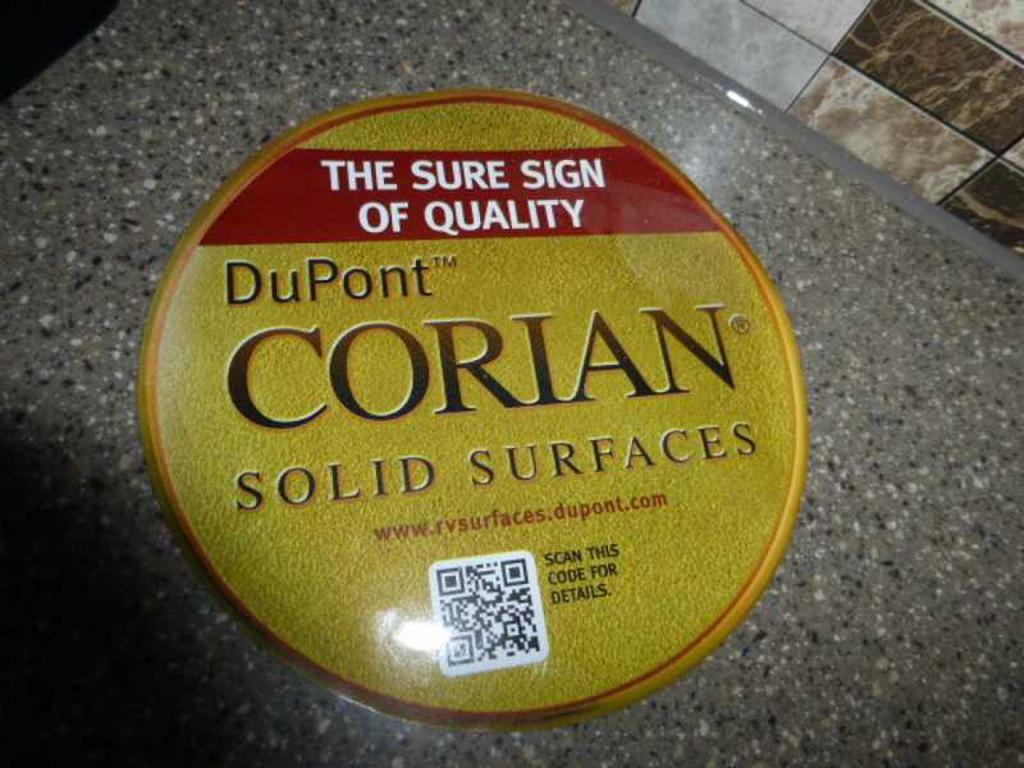 THE SURE SIGN
OF QUALITY
DuPont™
CORIAN®
SOLID SURFACES
www.rvsurfaces.dupont.com
SCAN THIS
CODE FOR
DETAILS.